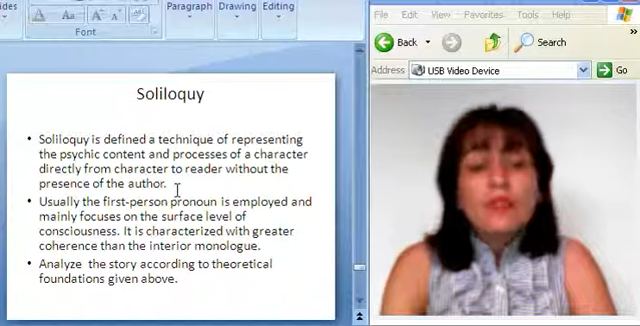 ides
Paragraph
Drawing
Editing
Font
File Edit View Favorites Tools Help
Back
Search
Address
USB Video Device
Go
Soliloquy
• Soliloquy is defined a technique of representing
the psychic content and processes of a character
directly from character to reader without the
presence of the author.
• Usually the first-person pronoun is employed and
mainly focuses on the surface level of
consciousness. It is characterized with greater
coherence than the interior monologue.
• Analyze the story according to theoretical
foundations given above.